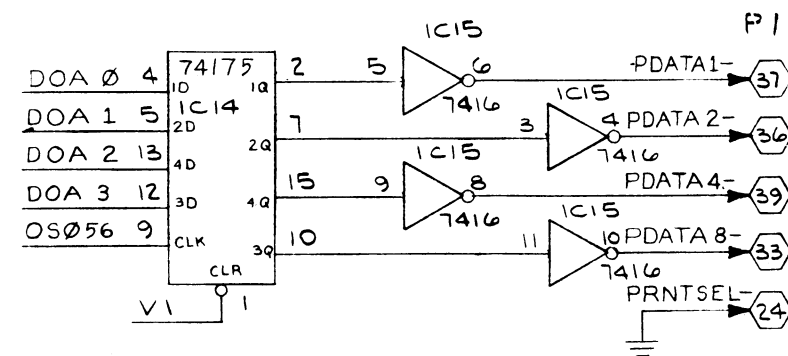 IC15 P1
74175 2 5 6 -PDATA1- 37
DOA Ø 4 1D 1Q 7416
IC14 IC15
DOA 1 5 2D 7 3 4 PDATA 2- 36
2Q 7416
DOA 2 13 4D IC15
15 9 8 PDATA4- 39
DOA 3 12 3D 4Q 7416
IC15
OSØ56 9 CLK 3Q 10 11 10 PDATA 8- 33
7416
CLR
V1 1 PRNTSEL- 24